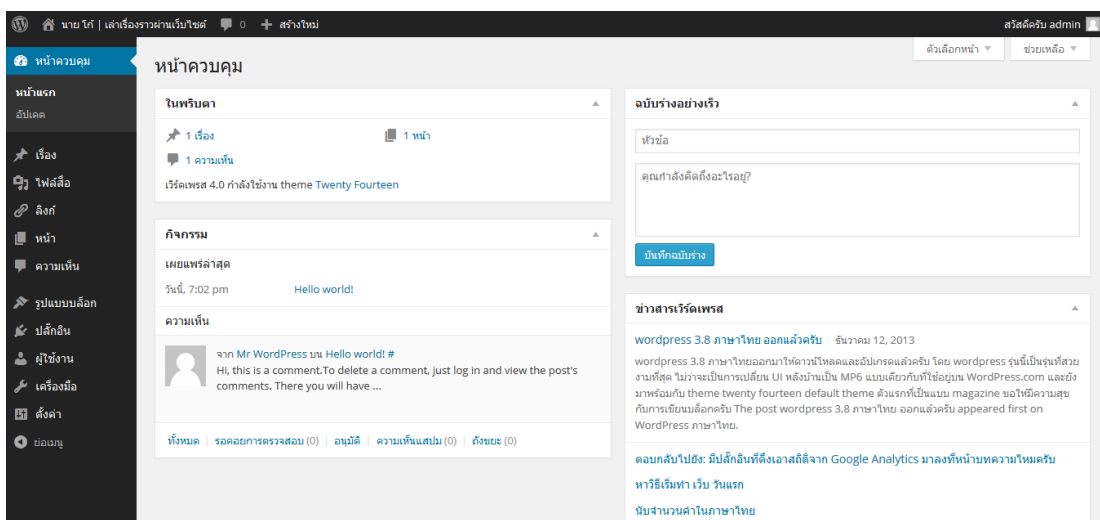 นาย โก๋ | เล่าเรื่องราวผ่านเว็บไซต์ 0 + สร้างใหม่ สวัสดีครับ admin
ตัวเลือกหน้า ช่วยเหลือ
หน้าควบคุม
หน้าแรก
อัปเดต
เรื่อง
ไฟล์สื่อ
ลิงก์
หน้า
ความเห็น
รูปแบบบล็อก
ปลั๊กอิน
ผู้ใช้งาน
เครื่องมือ
ตั้งค่า
ย่อเมนู
หน้าควบคุม
ในพริบตา
1 เรื่อง 1 หน้า
1 ความเห็น
เวิร์ดเพรส 4.0 กำลังใช้งาน theme Twenty Fourteen
กิจกรรม
เผยแพร่ล่าสุด
วันนี้, 7:02 pm Hello world!
ความเห็น
จาก Mr WordPress บน Hello world! #
Hi, this is a comment.To delete a comment, just log in and view the post's
comments. There you will have ...
ทั้งหมด | รอคอยการตรวจสอบ (0) | อนุมัติ | ความเห็นแสปม (0) | ถังขยะ (0)
ฉบับร่างอย่างเร็ว
หัวข้อ
คุณกำลังคิดถึงอะไรอยู่?
บันทึกฉบับร่าง
ข่าวสารเวิร์ดเพรส
wordpress 3.8 ภาษาไทย ออกแล้วครับ ธันวาคม 12, 2013
wordpress 3.8 ภาษาไทยออกมาให้ดาวน์โหลดและอัปเกรดแล้วครับ โดย wordpress รุ่นนี้เป็นรุ่นที่สวย
งามที่สุด ไม่ว่าจะเป็นการเปลี่ยน UI หลังบ้านเป็น MP6 แบบเดียวกับที่ใช้อยู่บน WordPress.com และยัง
มาพร้อมกับ theme twenty fourteen default theme ตัวแรกที่เป็นแบบ magazine ขอให้มีความสุข
กับการเขียนบล็อกครับ The post wordpress 3.8 ภาษาไทย ออกแล้วครับ appeared first on
WordPress ภาษาไทย.
ตอบกลับไปยัง: มีปลั๊กอินที่ดึงเอาสถิติจาก Google Analytics มาลงที่หน้าบทความไหมครับ
หาวิธีเริ่มทำ เว็บ วันแรก
นับจำนวนคำในภาษาไทย